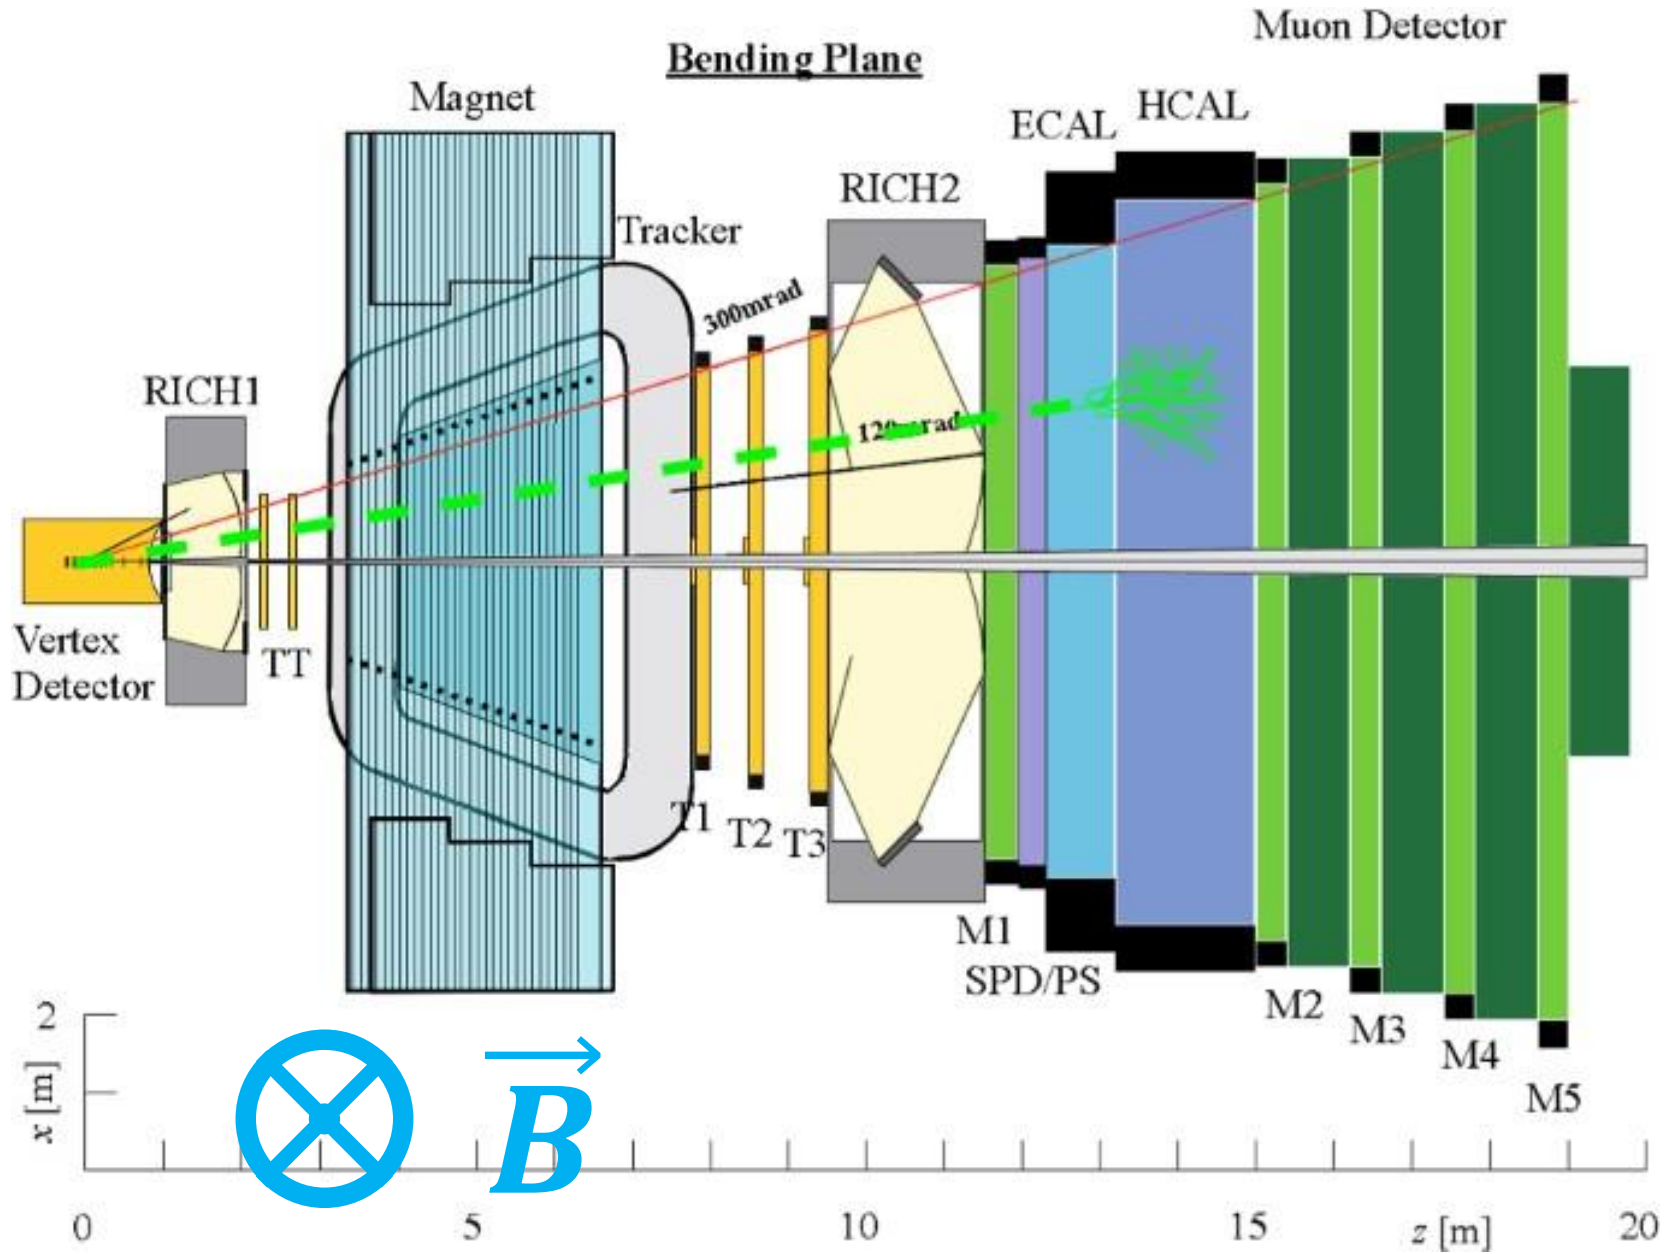 Muon Detector
Bending Plane
Magnet
ECAL
HCAL
RICH2
Tracker
300mrad
RICH1
120mrad
Vertex
Detector
TT
T1
T2
T3
M1
SPD/PS
M2
M3
M4
M5
2
x [m]
B
0
5
10
15
z [m]
20